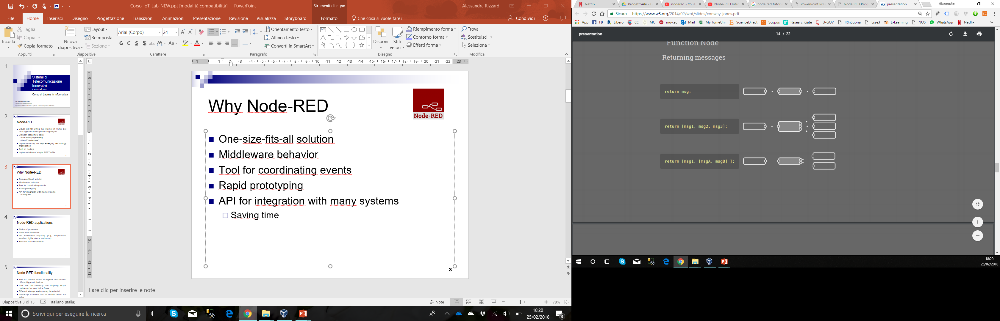 Corso_IoT_Lab-NEW.ppt [modalità compatibilità] - PowerPoint
Strumenti disegno
Alessandra Rizzardi
File Home Inserisci Disegno Progettazione Transizioni Animazioni Presentazione Revisione Visualizza Storyboard Formato Che cosa si vuole fare? Condividi
Incolla
Taglia
Copia
Copia formato
Appunti
Nuova diapositiva
Layout
Reimposta
Sezione
Diapositive
Arial (Corpo) 24
G C S S abc AV Aa A
Carattere
Orientamento testo
Allinea testo
Converti in SmartArt
Paragrafo
Disponi
Stili veloci
Riempimento forma
Contorno forma
Effetti forma
Disegno
Trova
Sostituisci
Seleziona
Modifica
1
Sistemi di
Telecomunicazione
Innovativi
Laboratorio
Corso di Laurea in Informatica
2
Node-RED
Visual tool for wiring the Internet of Thing, but
also a generic event-processing engine
Browser-based flow editor
Flow-based programming
Use of "black-boxes"
Implemented by the IBM Emerging Technology
organization
Built on Node.js
Implementation of simple REST APIs
3
Why Node-RED
One-size-fits-all solution
Middleware behavior
Tool for coordinating events
Rapid prototyping
API for integration with many systems
Saving time
4
Node-RED applications
Status of processes
Alerts from machines
IoT information acquiring (e.g., temperature,
weather, lights, doors, and so on)
Social or business events
5
Node-RED functionality
The IoT service allows to register and connect
different types of devices
After this the incoming and outgoing MQTT
nodes can be used in the flows
Different storage systems may be adopted
JavaScript functions can be created within the
editor
Why Node-RED
Node-RED
One-size-fits-all solution
Middleware behavior
Tool for coordinating events
Rapid prototyping
API for integration with many systems
Saving time
3
Fare clic per inserire le note
Diapositiva 3 di 15 Italiano (Italia) Note 78%
Scrivi qui per eseguire la ricerca
18:20
25/02/2018
3
Netflix ProgettoAle - G nodered - YouT Node-RED Intro node red tutoria PowerPoint Pres Node RED Prog W3 presentation Alessandra
Sicuro https://www.w3.org/2014/02/wot/slides/conway-jones.pdf
App FB Libero CC MC muv.ac Mail MyHomeUni ScienceDirect Scopus ResearchGate U-GOV IRInSubria Esse3 E-Learning NOS WhatsApp Netflix
presentation 14 / 22
Function Node
Returning messages
return msg;
return [msg1, msg2, msg3];
return [msg1, [msgA, msgB] ];
18:20
25/02/2018